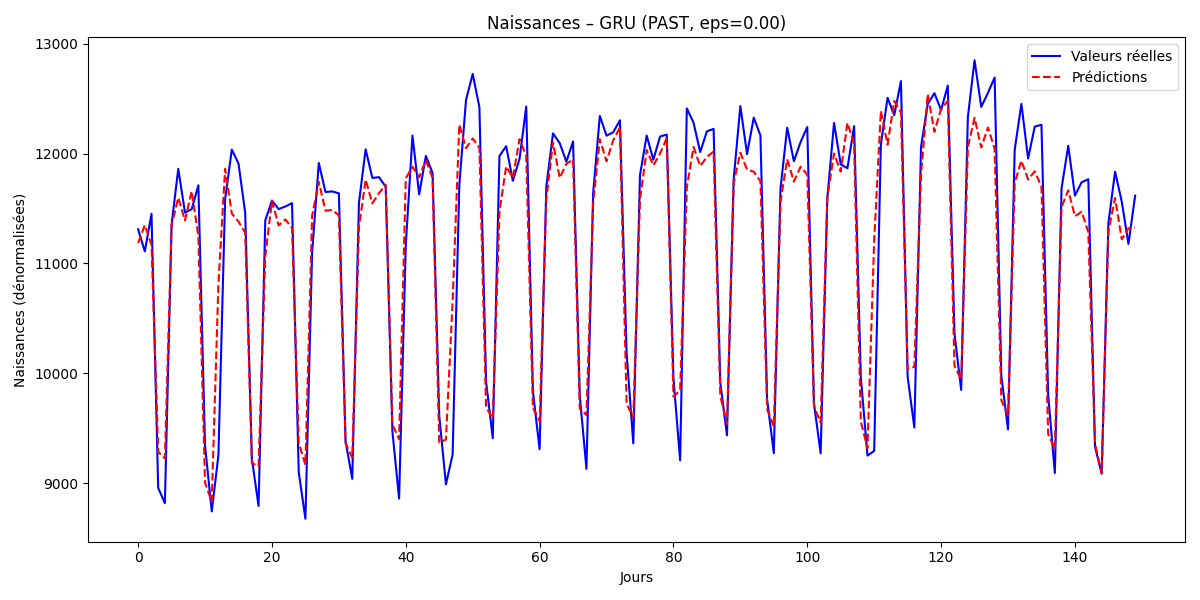 Naissances – GRU (PAST, eps=0.00)
Valeurs réelles
Prédictions
Naissances (dénormalisées)
13000
12000
11000
10000
9000
0 20 40 60 80 100 120 140
Jours